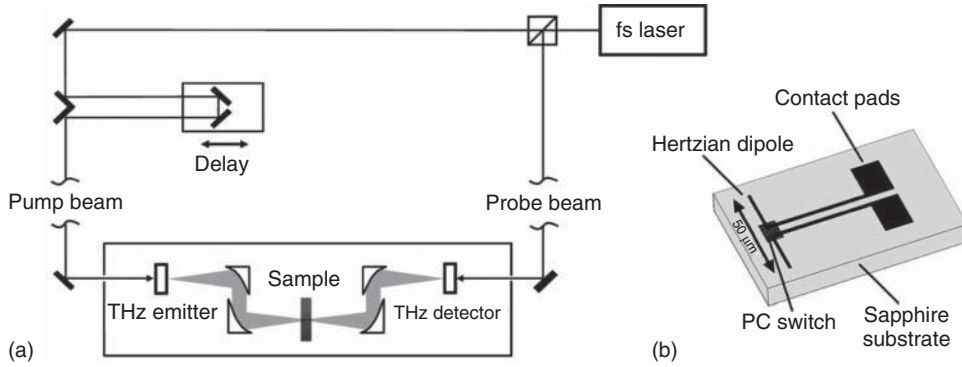 fs laser
Delay
Pump beam
Probe beam
Sample
THz emitter
THz detector
(a)
Contact pads
Hertzian dipole
50 µm
PC switch
Sapphire
substrate
(b)